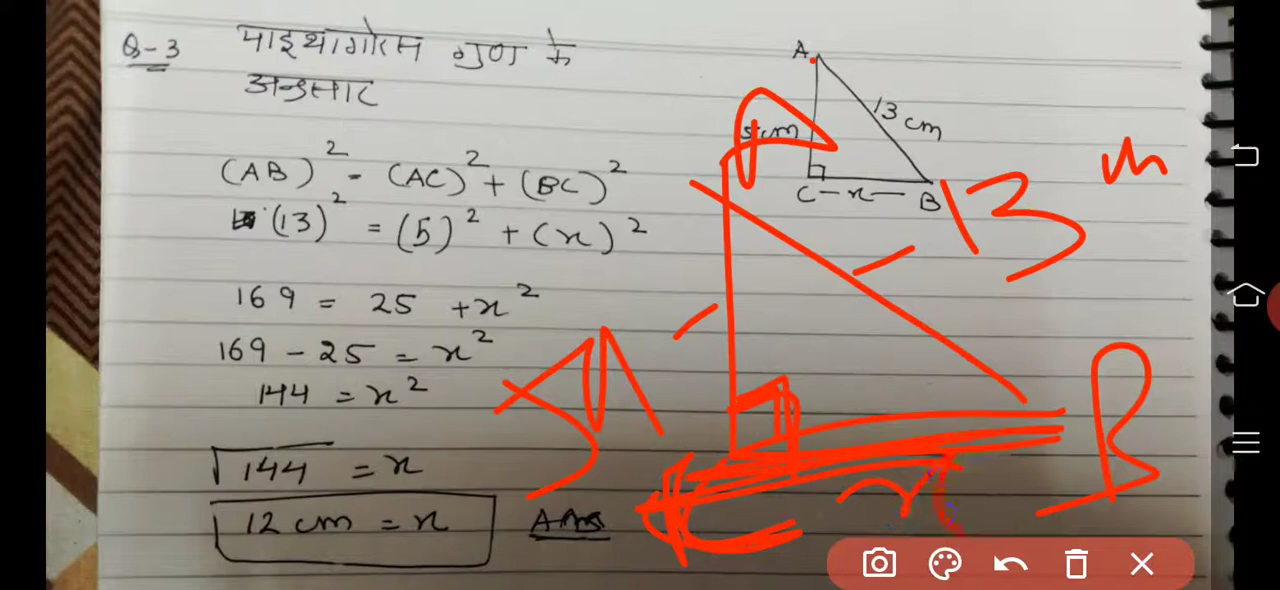 Q-3 पाइथागोरस गुण के
अनुसार
(AB)² = (AC)² + (BC)²
(13)² = (5)² + (x)²
169 = 25 + x²
169 - 25 = x²
144 = x²
√144 = x
12 cm = x Ans
A
13 cm
5 cm
C - x - B
13 m
5m
B
x
C